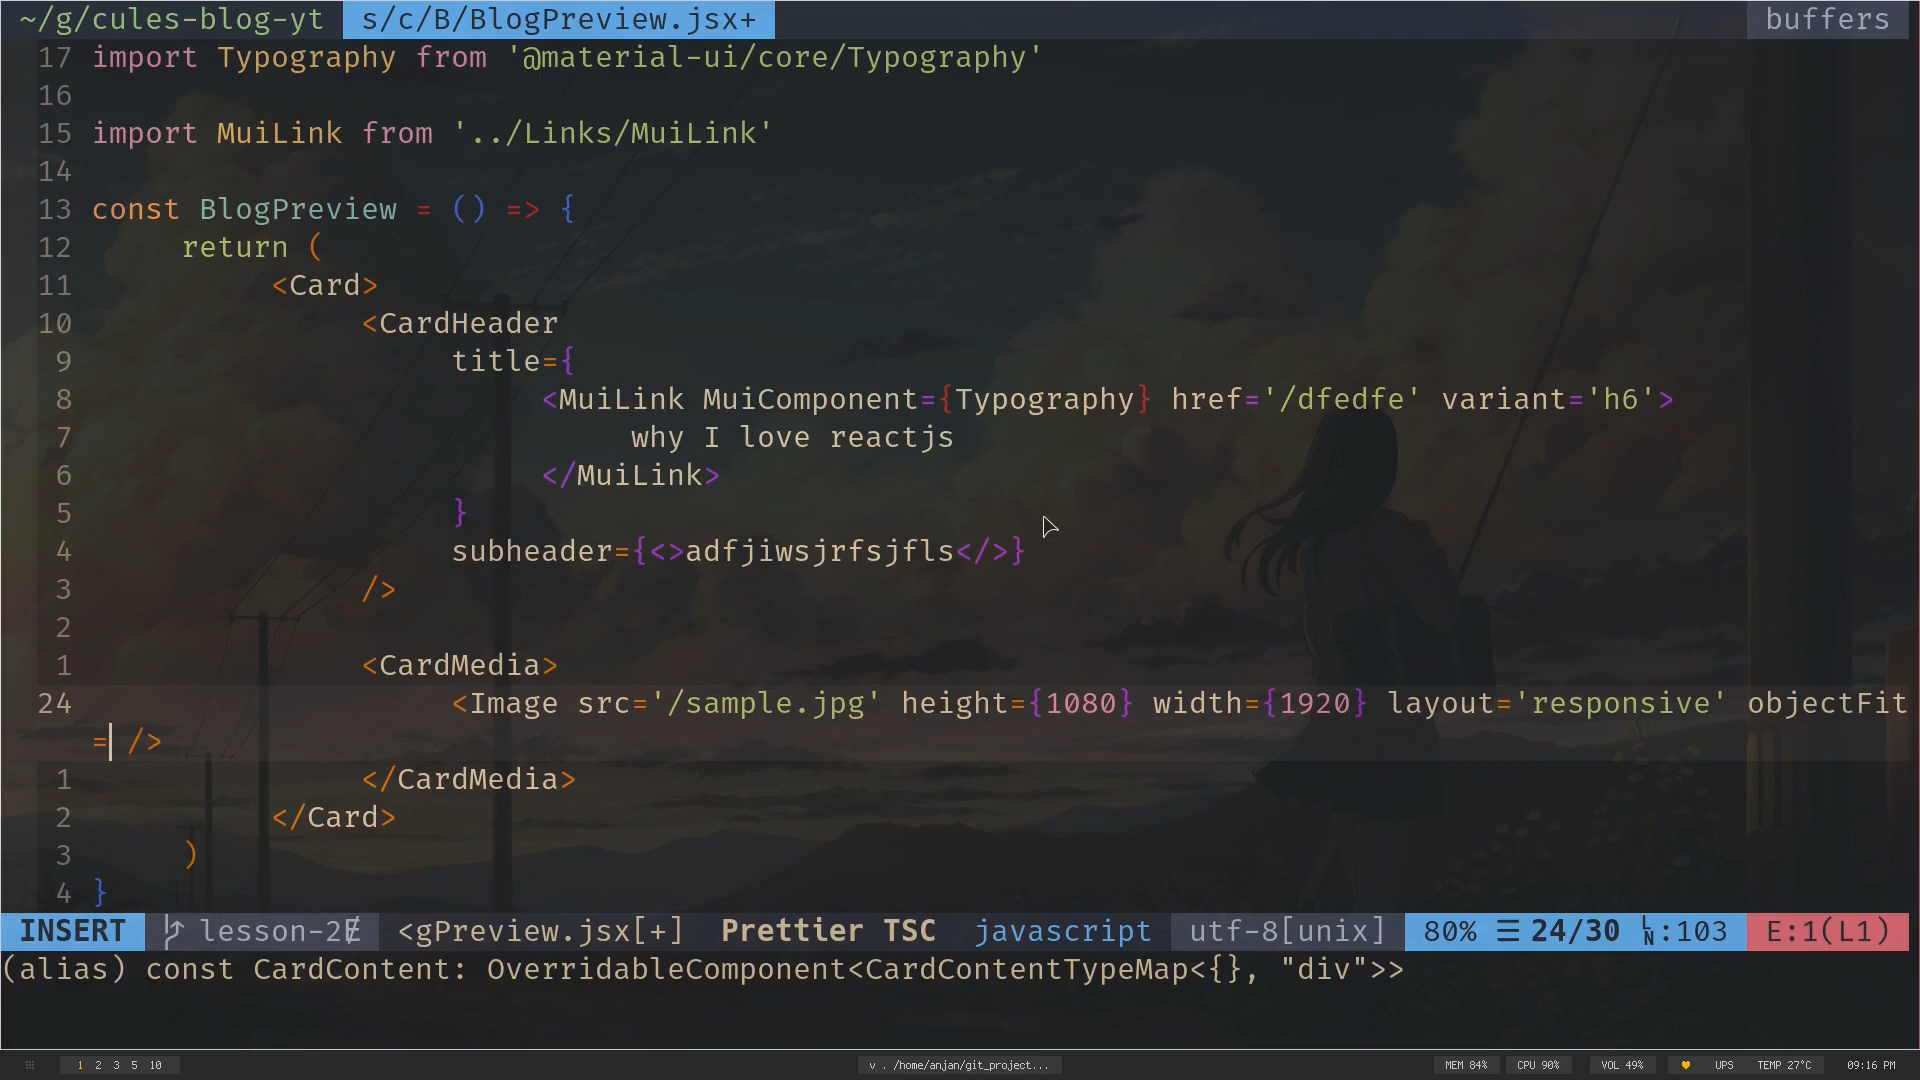 ~/g/cules-blog-yt s/c/B/BlogPreview.jsx+ buffers
17 import Typography from '@material-ui/core/Typography'
16
15 import MuiLink from '../Links/MuiLink'
14
13 const BlogPreview = () => {
12 return (
11 <Card>
10 <CardHeader
9 title={
8 <MuiLink MuiComponent={Typography} href='/dfedfe' variant='h6'>
7 why I love reactjs
6 </MuiLink>
5 }
4 subheader={<>adfjiwsjrfsjfls</>}
3 />
2
1 <CardMedia>
24 <Image src='/sample.jpg' height={1080} width={1920} layout='responsive' objectFit
= />
1 </CardMedia>
2 </Card>
3 )
4 }
INSERT lesson-2 <gPreview.jsx[+] Prettier TSC javascript utf-8[unix] 80% ☰ 24/30 LN:103 E:1(L1)
(alias) const CardContent: OverridableComponent<CardContentTypeMap<{}, "div">>
1 2 3 5 10 v . /home/anjan/git_project... MEM 84% CPU 90% VOL 49% UPS TEMP 27°C 09:16 PM